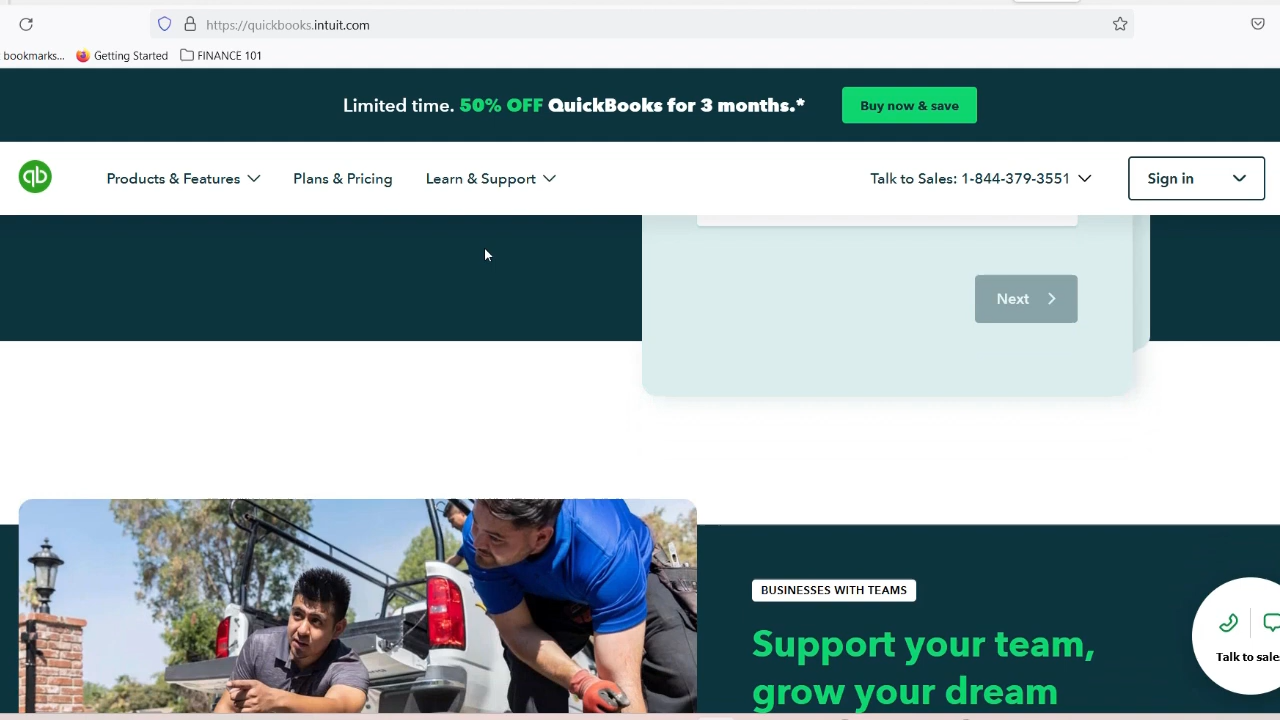 https://quickbooks.intuit.com
bookmarks...
Getting Started
FINANCE 101
Limited time. 50% OFF QuickBooks for 3 months.*
Buy now & save
qb
Products & Features
Plans & Pricing
Learn & Support
Talk to Sales: 1-844-379-3551
Sign in
Next
BUSINESSES WITH TEAMS
Support your team,
grow your dream
Talk to sale